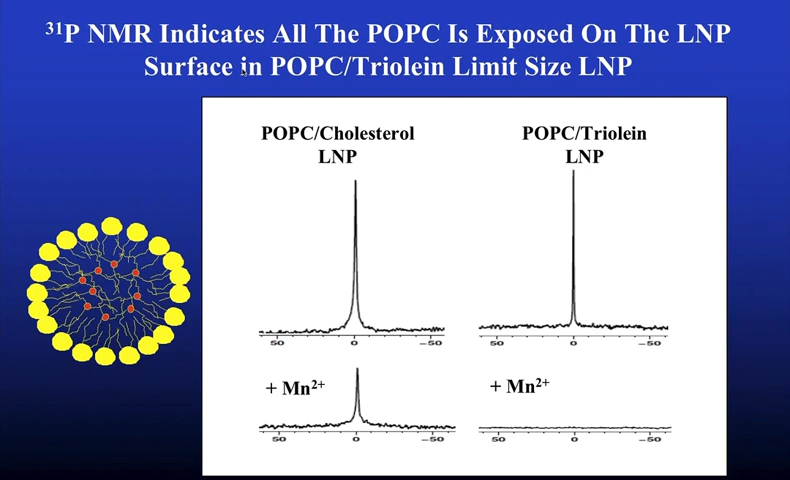 ³¹P NMR Indicates All The POPC Is Exposed On The LNP
Surface in POPC/Triolein Limit Size LNP
POPC/Cholesterol
LNP
POPC/Triolein
LNP
50 0 -50
50 0 -50
+ Mn²⁺
+ Mn²⁺
50 0 -50
50 0 -50